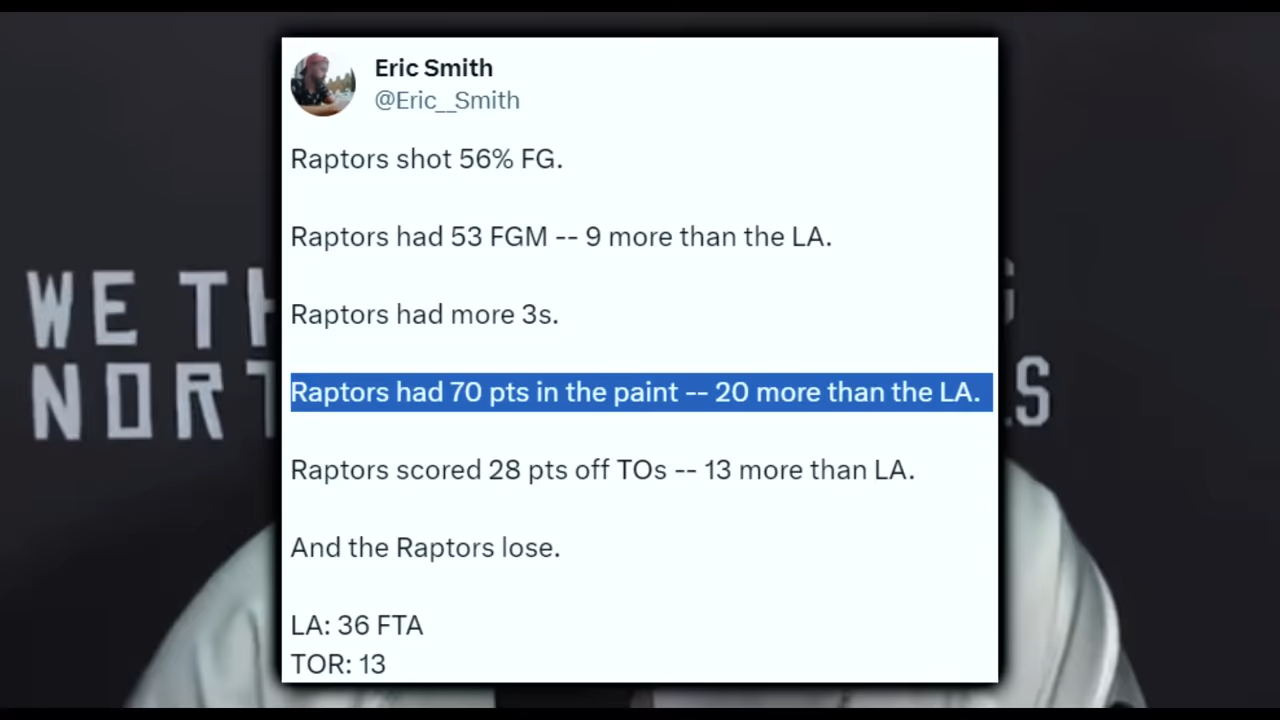 Eric Smith
@Eric__Smith
Raptors shot 56% FG.
Raptors had 53 FGM -- 9 more than the LA.
Raptors had more 3s.
Raptors had 70 pts in the paint -- 20 more than the LA.
Raptors scored 28 pts off TOs -- 13 more than LA.
And the Raptors lose.
LA: 36 FTA
TOR: 13
WE